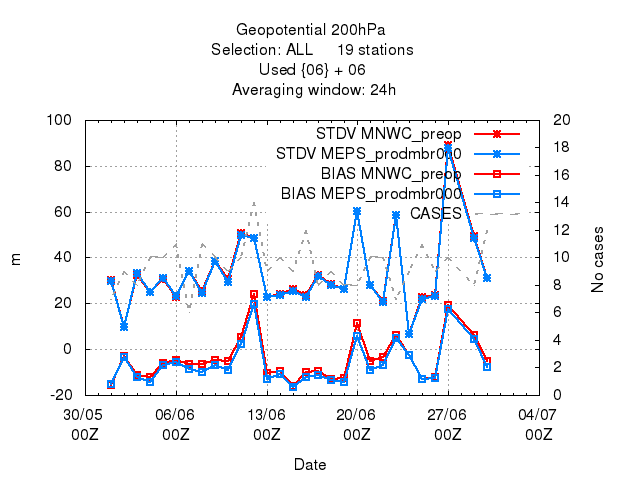 Geopotential 200hPa
Selection: ALL 19 stations
Used {06} + 06
Averaging window: 24h
STDV MNWC_preop
STDV MEPS_prodmbr000
BIAS MNWC_preop
BIAS MEPS_prodmbr000
CASES
100
80
60
40
20
0
-20
m
20
18
16
14
12
10
8
6
4
2
0
No cases
30/05 06/06 13/06 20/06 27/06 04/07
00Z 00Z 00Z 00Z 00Z 00Z
Date